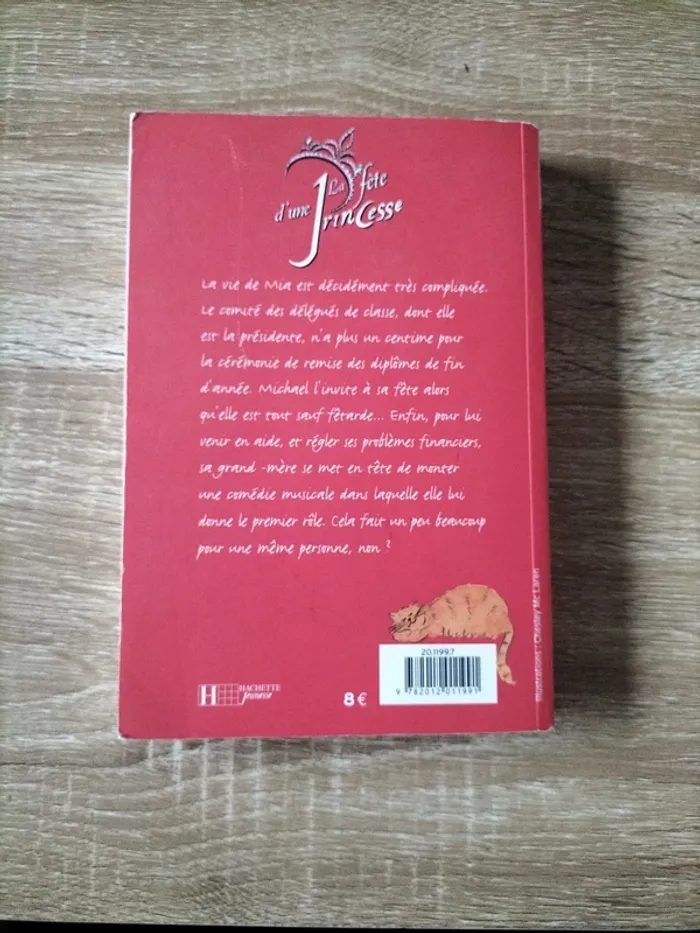 La fête
d'une Princesse
La vie de Mia est décidément très compliquée.
Le comité des délégués de classe, dont elle
est la présidente, n'a plus un centime pour
la cérémonie de remise des diplômes de fin
d'année. Michael l'invite à sa fête alors
qu'elle est tout sauf fêtarde... Enfin, pour lui
venir en aide, et régler ses problèmes financiers,
sa grand -mère se met en tête de monter
une comédie musicale dans laquelle elle lui
donne le premier rôle. Cela fait un peu beaucoup
pour une même personne, non ?
Illustrations : Chesley Mc Laren
20.1199.7
9 782012 011991
H HACHETTE
Jeunesse
8 €